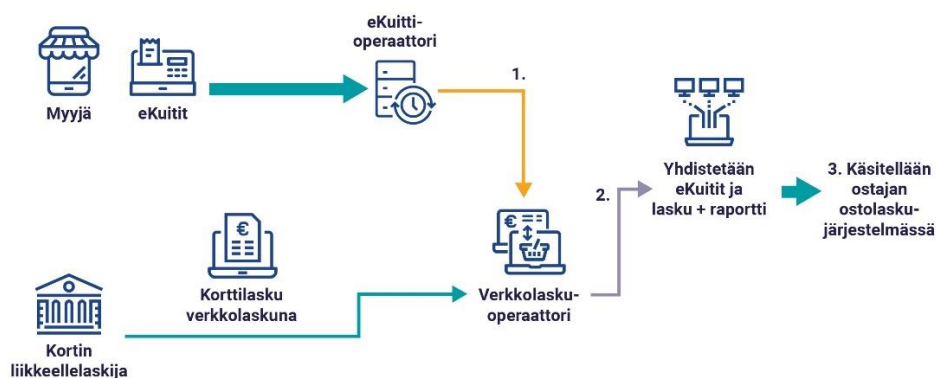 eKuitti-
operaattori
1.
Myyjä
eKuitit
€
Korttilasku
verkkolaskuna
Kortin
liikkeellelaskija
€
Verkkolasku-
operaattori
2.
Yhdistetään
eKuitit ja
lasku + raportti
3. Käsitellään
ostajan
ostolasku-
järjestelmässä